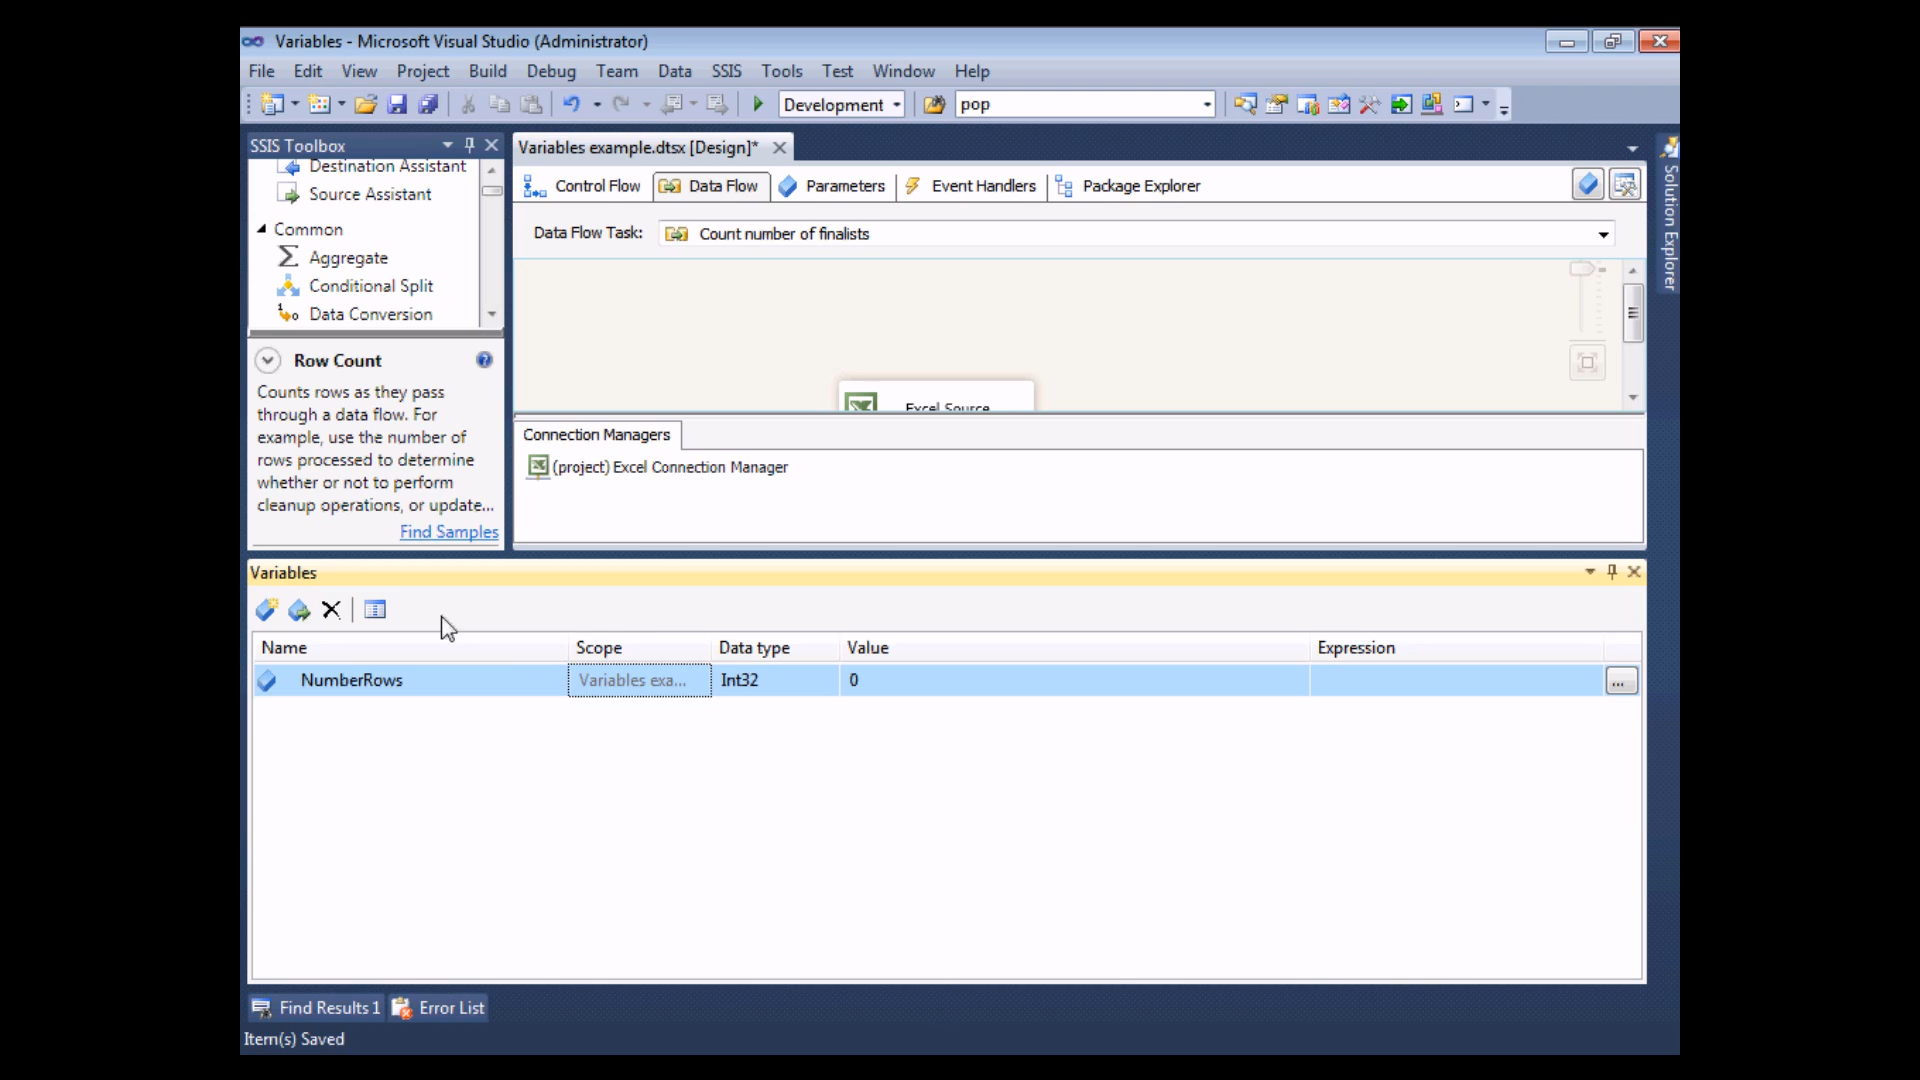 Variables - Microsoft Visual Studio (Administrator)
File Edit View Project Build Debug Team Data SSIS Tools Test Window Help
Development pop
SSIS Toolbox
Destination Assistant
Source Assistant
Common
Aggregate
Conditional Split
Data Conversion
Row Count
Counts rows as they pass
through a data flow. For
example, use the number of
rows processed to determine
whether or not to perform
cleanup operations, or update...
Find Samples
Variables example.dtsx [Design]*
Control Flow Data Flow Parameters Event Handlers Package Explorer
Data Flow Task: Count number of finalists
Excel Source
Connection Managers
(project) Excel Connection Manager
Solution Explorer
Variables
Name Scope Data type Value Expression
NumberRows Variables exa... Int32 0
...
Find Results 1 Error List
Item(s) Saved